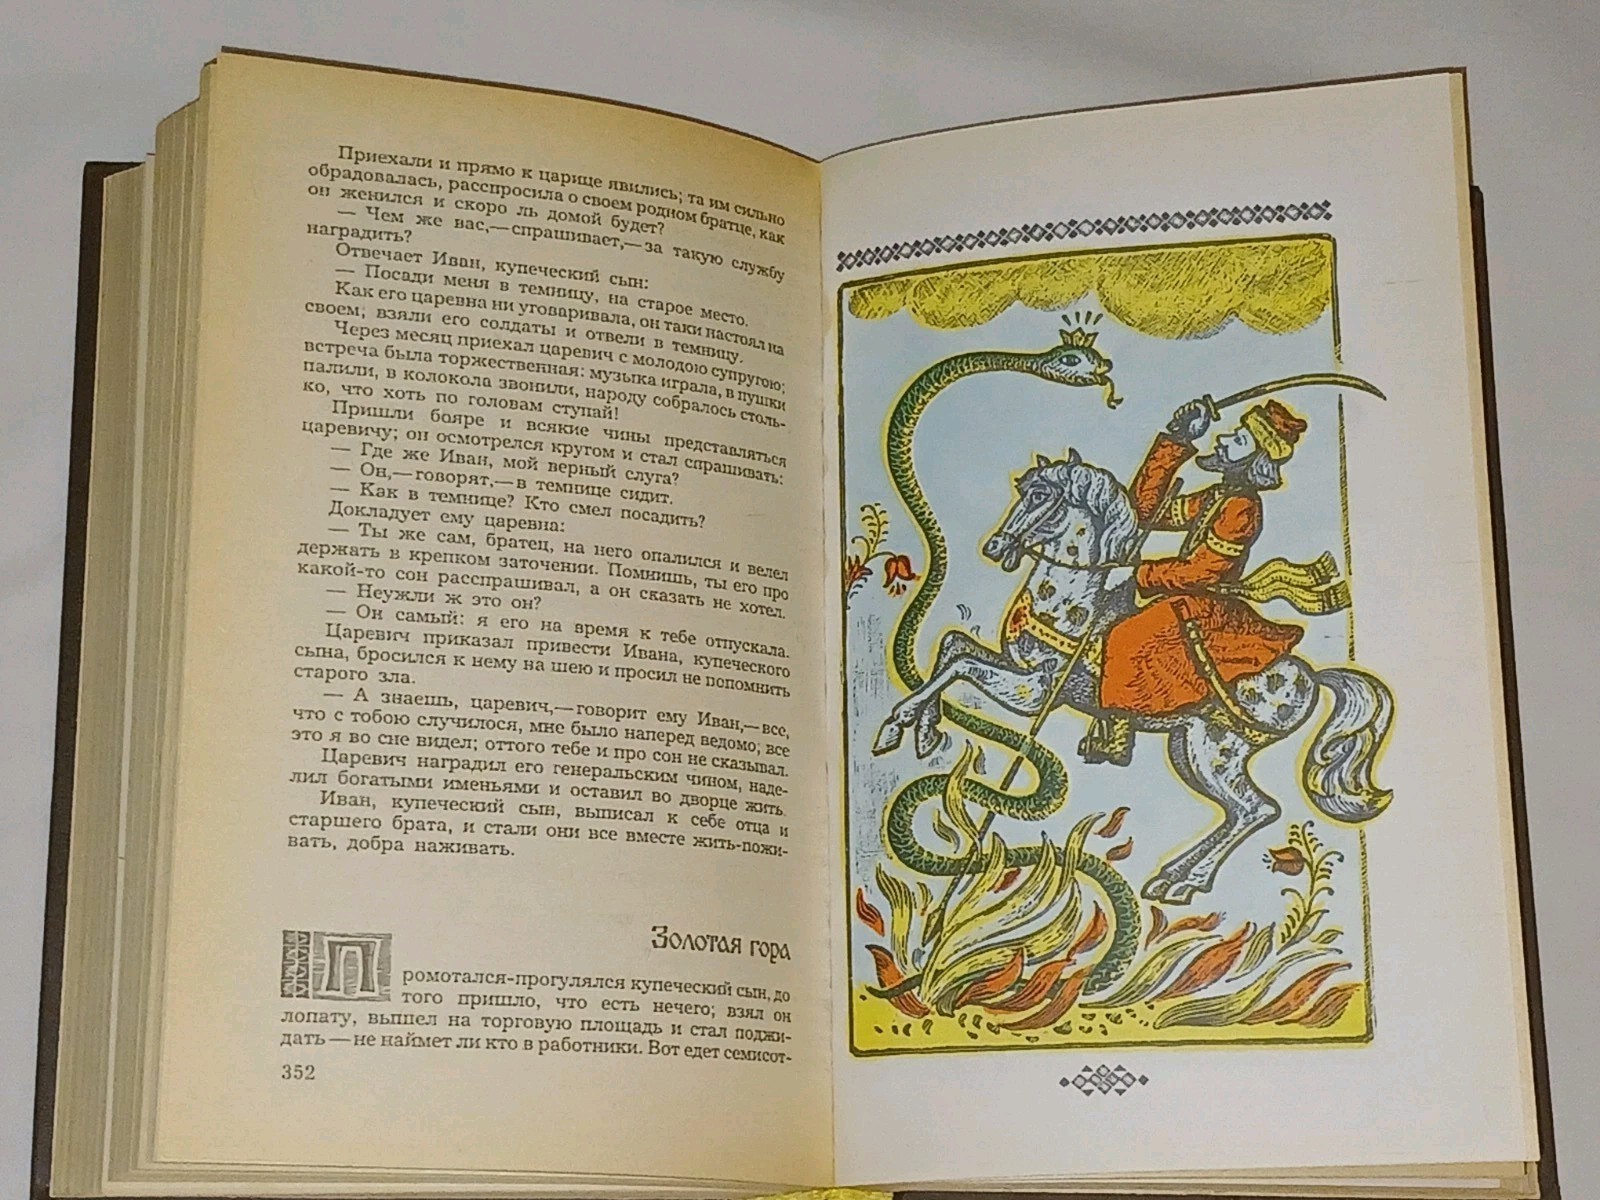 Приехали и прямо к царице явились; та им сильно
обрадовалась, расспросила о своем родном братце, как
он женился и скоро ль домой будет?
— Чем же вас,—спрашивает,—за такую службу
наградить?
Отвечает Иван, купеческий сын:
— Посади меня в темницу, на старое место.
Как его царевна ни уговаривала, он таки настоял на
своем; взяли его солдаты и отвели в темницу.
Через месяц приехал царевич с молодою супругою;
встреча была торжественная: музыка играла, в пушки
палили, в колокола звонили, народу собралось столь-
ко, что хоть по головам ступай!
Пришли бояре и всякие чины представляться
царевичу; он осмотрелся кругом и стал спрашивать:
— Где же Иван, мой верный слуга?
— Он,—говорят,—в темнице сидит.
— Как в темнице? Кто смел посадить?
Докладует ему царевна:
— Ты же сам, братец, на него опалился и велел
держать в крепком заточении. Помнишь, ты его про
какой-то сон расспрашивал, а он сказать не хотел.
— Неужли ж это он?
— Он самый: я его на время к тебе отпускала.
Царевич приказал привести Ивана, купеческого
сына, бросился к нему на шею и просил не попомнить
старого зла.
— А знаешь, царевич,—говорит ему Иван,—все,
что с тобою случилося, мне было наперед ведомо; все
это я во сне видел; оттого тебе и про сон не сказывал.
Царевич наградил его генеральским чином, наде-
лил богатыми именьями и оставил во дворце жить.
Иван, купеческий сын, выписал к себе отца и
старшего брата, и стали они все вместе жить-пожи-
вать, добра наживать.
Золотая гора
Промотался-прогулялся купеческий сын, до
того пришло, что есть нечего; взял он
лопату, вышел на торговую площадь и стал поджи-
дать — не наймет ли кто в работники. Вот едет семисот-
352